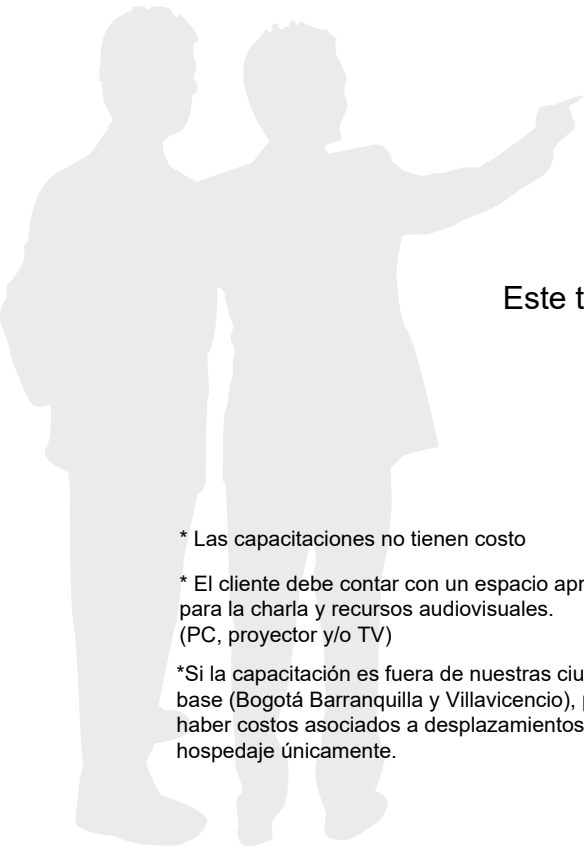 Este t
* Las capacitaciones no tienen costo
* El cliente debe contar con un espacio apr
para la charla y recursos audiovisuales.
(PC, proyector y/o TV)
*Si la capacitación es fuera de nuestras ciu
base (Bogotá Barranquilla y Villavicencio), p
haber costos asociados a desplazamientos
hospedaje únicamente.